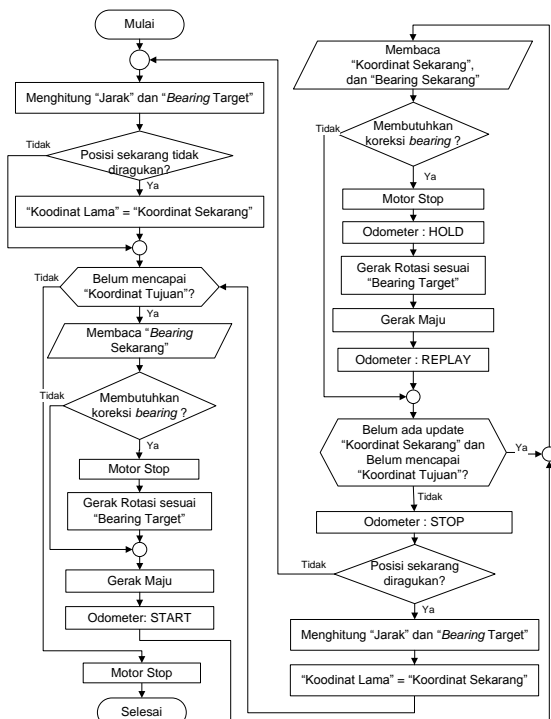 Mulai
Menghitung “Jarak” dan “Bearing Target”
Tidak
Posisi sekarang tidak
diragukan?
Ya
“Koodinat Lama” = “Koordinat Sekarang”
Tidak
Belum mencapai
“Koordinat Tujuan”?
Ya
Membaca “Bearing
Sekarang”
Tidak
Membutuhkan
koreksi bearing ?
Ya
Motor Stop
Gerak Rotasi sesuai
“Bearing Target”
Gerak Maju
Odometer: START
Motor Stop
Selesai
Membaca
“Koordinat Sekarang”,
dan “Bearing Sekarang”
Tidak
Membutuhkan
koreksi bearing ?
Ya
Motor Stop
Odometer : HOLD
Gerak Rotasi sesuai
“Bearing Target”
Gerak Maju
Odometer : REPLAY
Belum ada update
“Koordinat Sekarang” dan
Belum mencapai
“Koordinat Tujuan”?
Ya
Tidak
Odometer : STOP
Tidak
Posisi sekarang
diragukan?
Ya
Menghitung “Jarak” dan “Bearing Target”
“Koodinat Lama” = “Koordinat Sekarang”